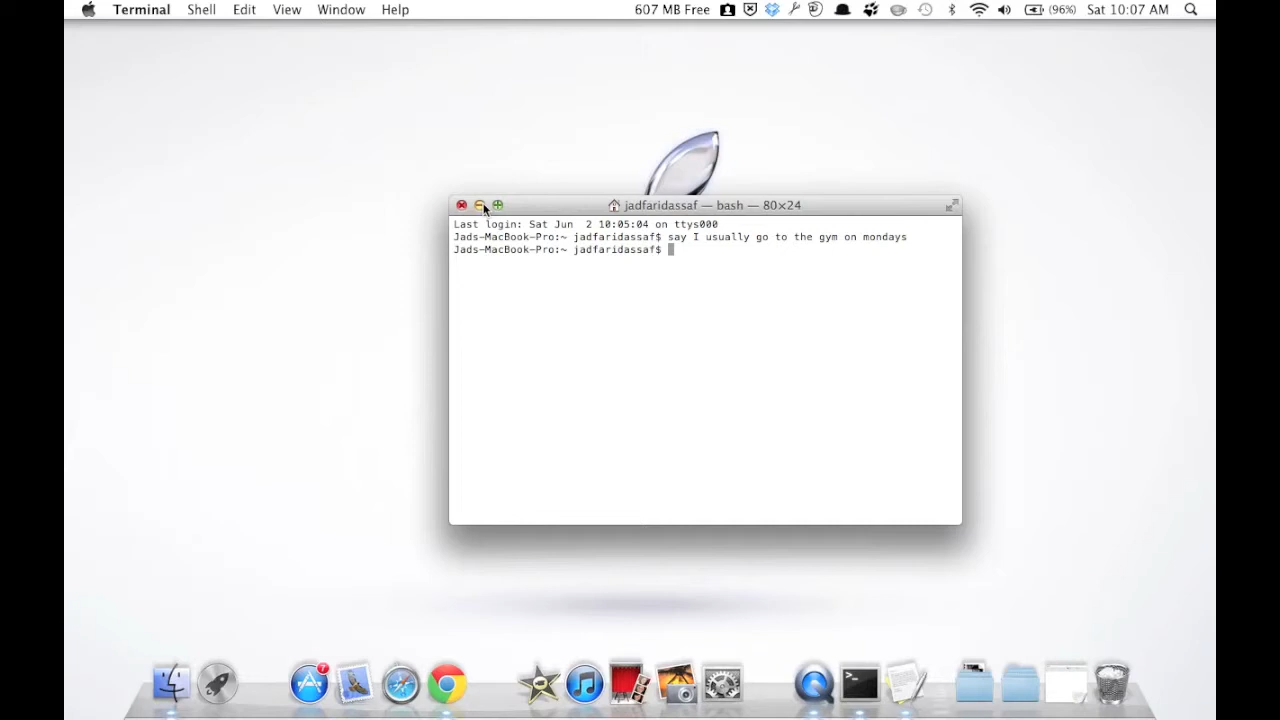 Terminal Shell Edit View Window Help 607 MB Free (96%) Sat 10:07 AM
jadfaridassaf — bash — 80×24
Last login: Sat Jun  2 10:05:04 on ttys000
Jads-MacBook-Pro:~ jadfaridassaf$ say I usually go to the gym on mondays
Jads-MacBook-Pro:~ jadfaridassaf$